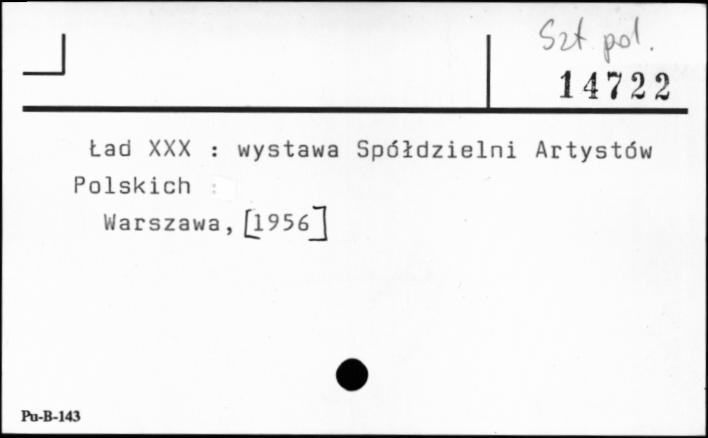 Szt. pol.
14722
Ład XXX : wystawa Spółdzielni Artystów
Polskich :
Warszawa, [1956]
Pu-B-143